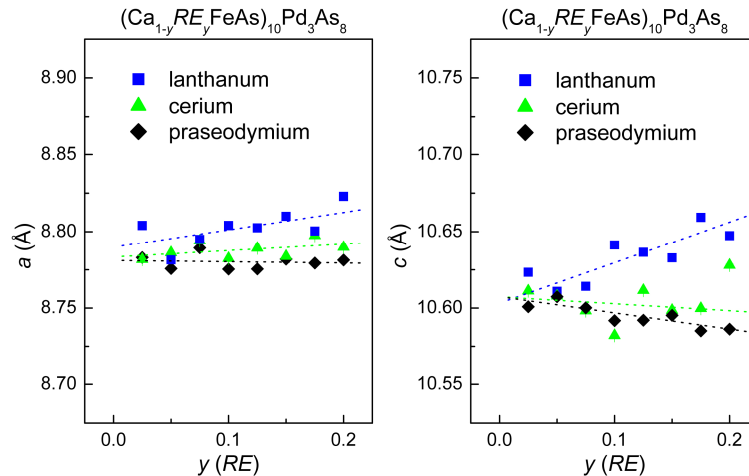 (Ca₁₋yREyFeAs)₁₀Pd₃As₈
8.90
8.85
8.80
8.75
8.70
a (Å)
lanthanum
cerium
praseodymium
0.0
0.1
0.2
y (RE)
(Ca₁₋yREyFeAs)₁₀Pd₃As₈
10.75
10.70
10.65
10.60
10.55
c (Å)
lanthanum
cerium
praseodymium
0.0
0.1
0.2
y (RE)